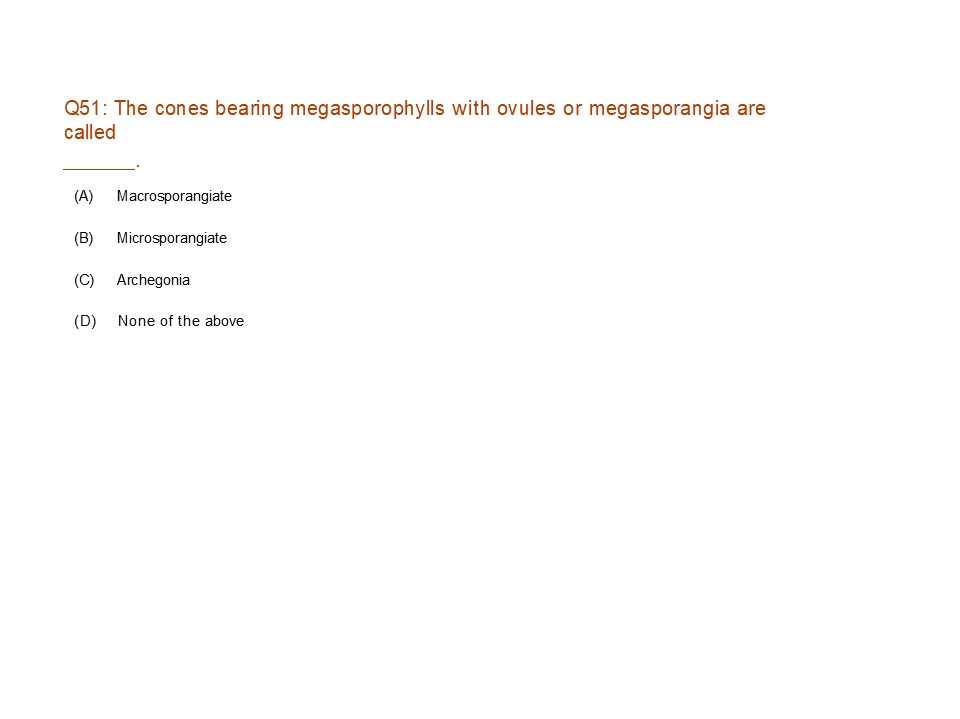 Q51: The cones bearing megasporophylls with ovules or megasporangia are
called
_______.
(A) Macrosporangiate
(B) Microsporangiate
(C) Archegonia
(D) None of the above